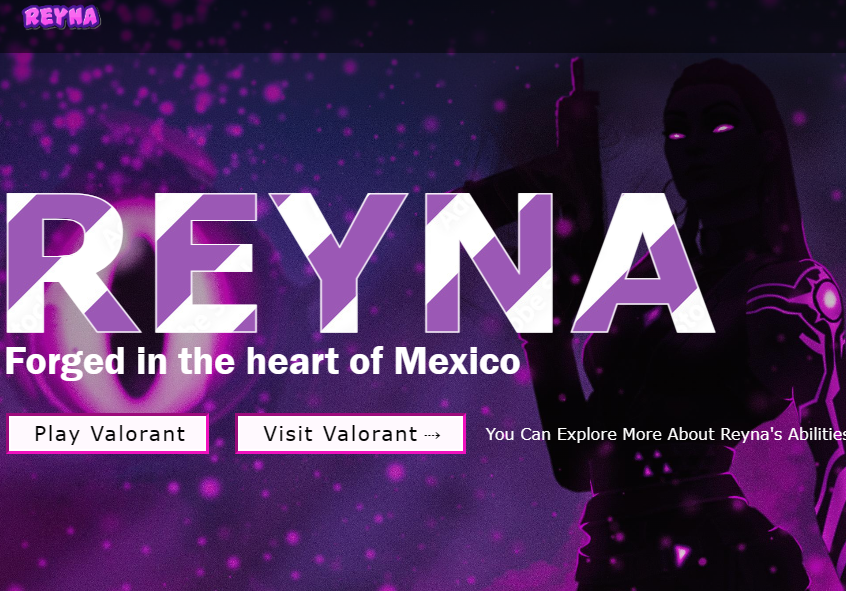 REYNA
REYNA
Forged in the heart of Mexico
Play Valorant
Visit Valorant ⤏
You Can Explore More About Reyna's Abilities